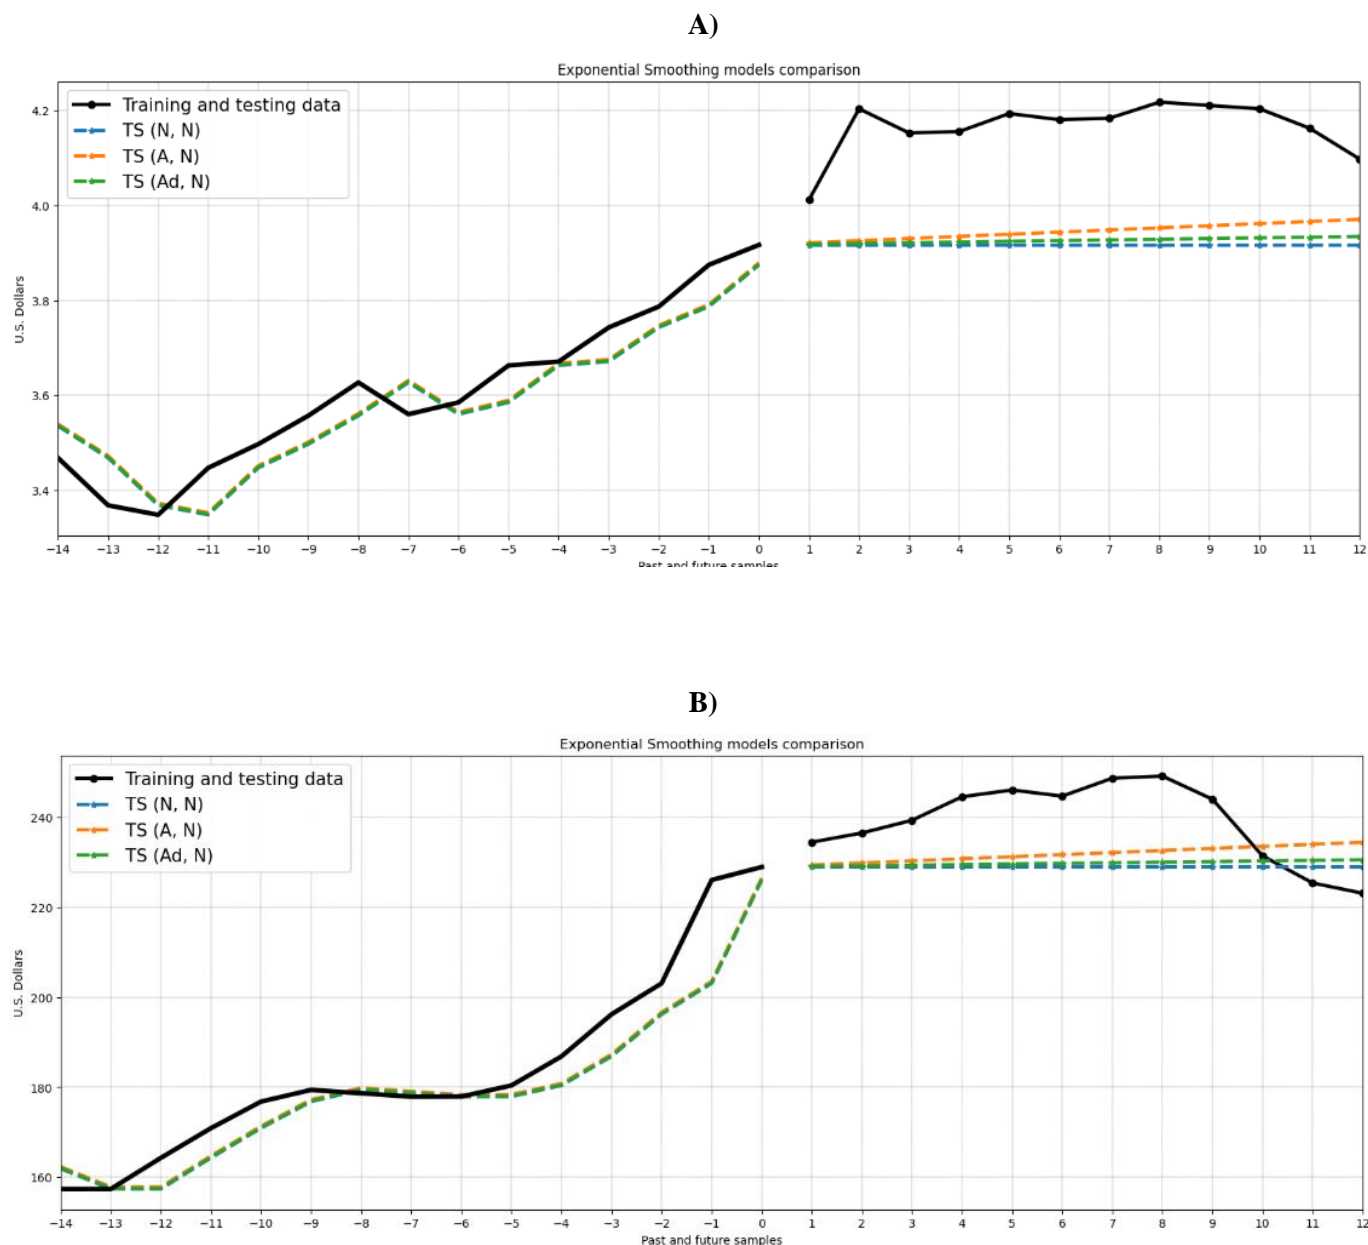 A)
Exponential Smoothing models comparison
Training and testing data
TS (N, N)
TS (A, N)
TS (Ad, N)
U.S. Dollars
4.2
4.0
3.8
3.6
3.4
−14 −13 −12 −11 −10 −9 −8 −7 −6 −5 −4 −3 −2 −1 0 1 2 3 4 5 6 7 8 9 10 11 12
Past and future samples
B)
Exponential Smoothing models comparison
Training and testing data
TS (N, N)
TS (A, N)
TS (Ad, N)
U.S. Dollars
240
220
200
180
160
−14 −13 −12 −11 −10 −9 −8 −7 −6 −5 −4 −3 −2 −1 0 1 2 3 4 5 6 7 8 9 10 11 12
Past and future samples